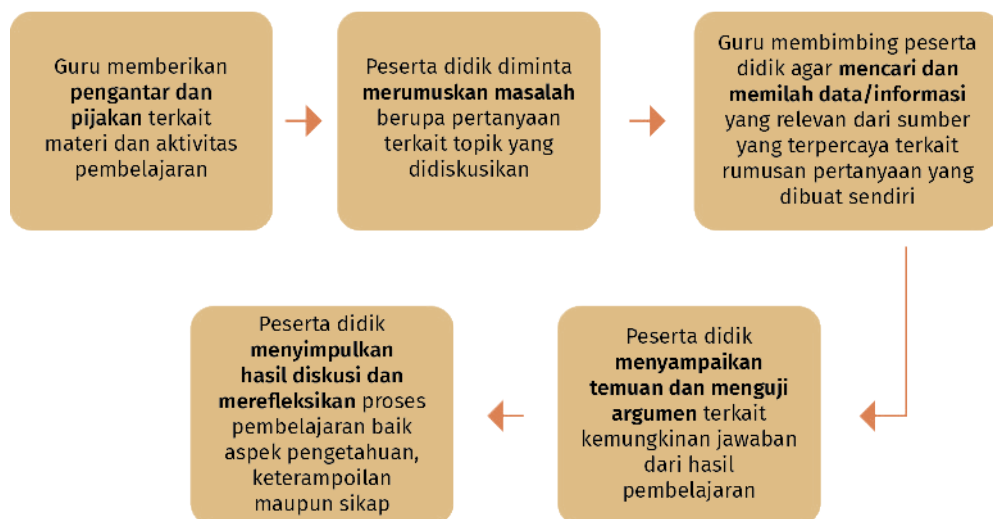 Guru memberikan
pengantar dan
pijakan terkait
materi dan aktivitas
pembelajaran
Peserta didik diminta
merumuskan masalah
berupa pertanyaan
terkait topik yang
didiskusikan
Guru membimbing peserta
didik agar mencari dan
memilah data/informasi
yang relevan dari sumber
yang terpercaya terkait
rumusan pertanyaan yang
dibuat sendiri
Peserta didik
menyampaikan
temuan dan menguji
argumen terkait
kemungkinan jawaban
dari hasil
pembelajaran
Peserta didik
menyimpulkan
hasil diskusi dan
merefleksikan proses
pembelajaran baik
aspek pengetahuan,
keterampoilan
maupun sikap